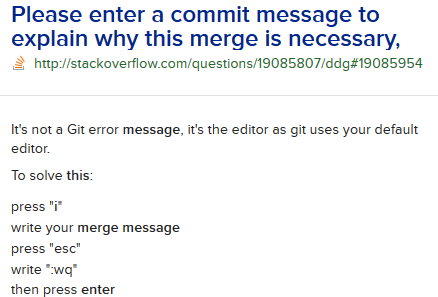 Please enter a commit message to
explain why this merge is necessary,
http://stackoverflow.com/questions/19085807/ddg#19085954
It's not a Git error message, it's the editor as git uses your default
editor.
To solve this:
press "i"
write your merge message
press "esc"
write ":wq"
then press enter